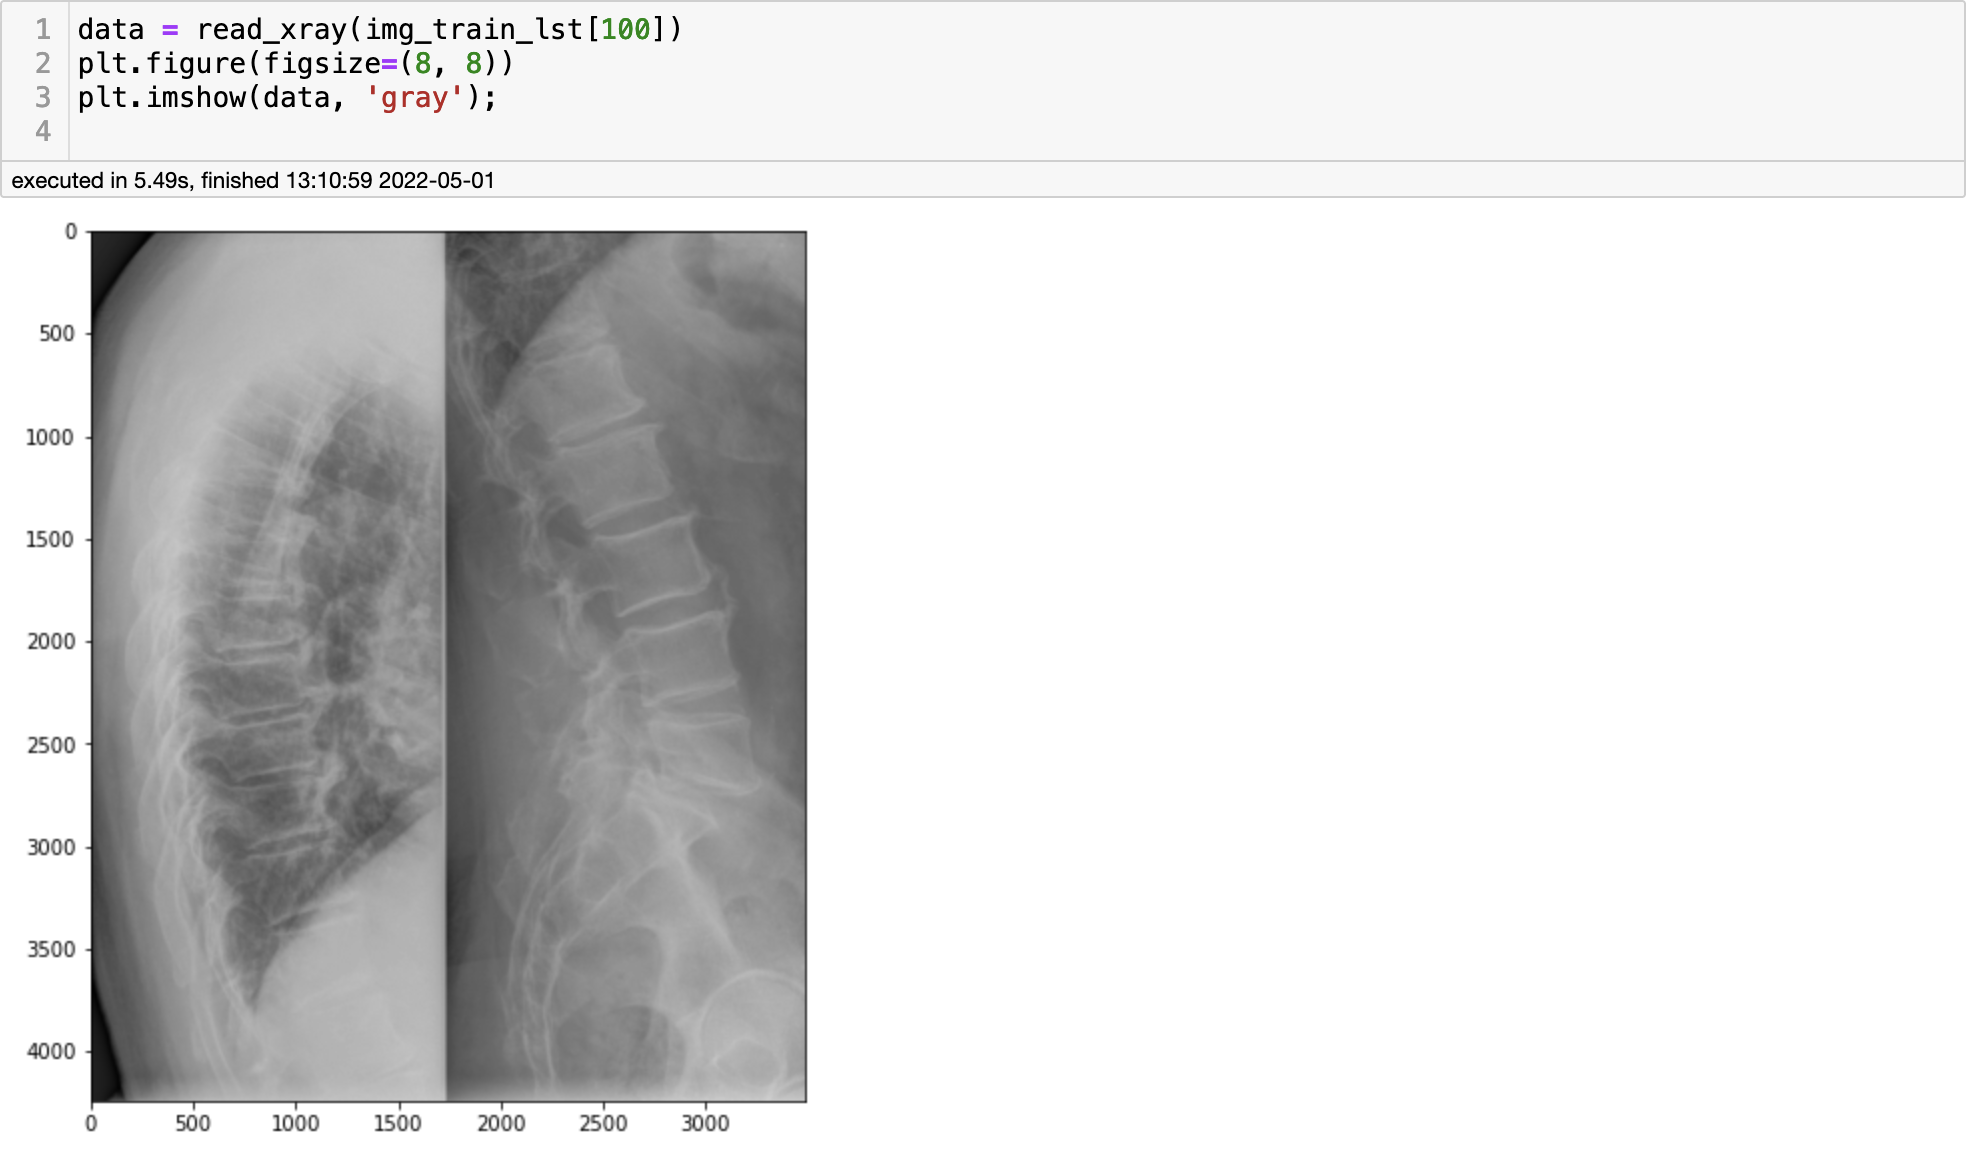 1 data = read_xray(img_train_lst[100])
2 plt.figure(figsize=(8, 8))
3 plt.imshow(data, 'gray');
4
executed in 5.49s, finished 13:10:59 2022-05-01
0
500
1000
1500
2000
2500
3000
3500
4000
0 500 1000 1500 2000 2500 3000